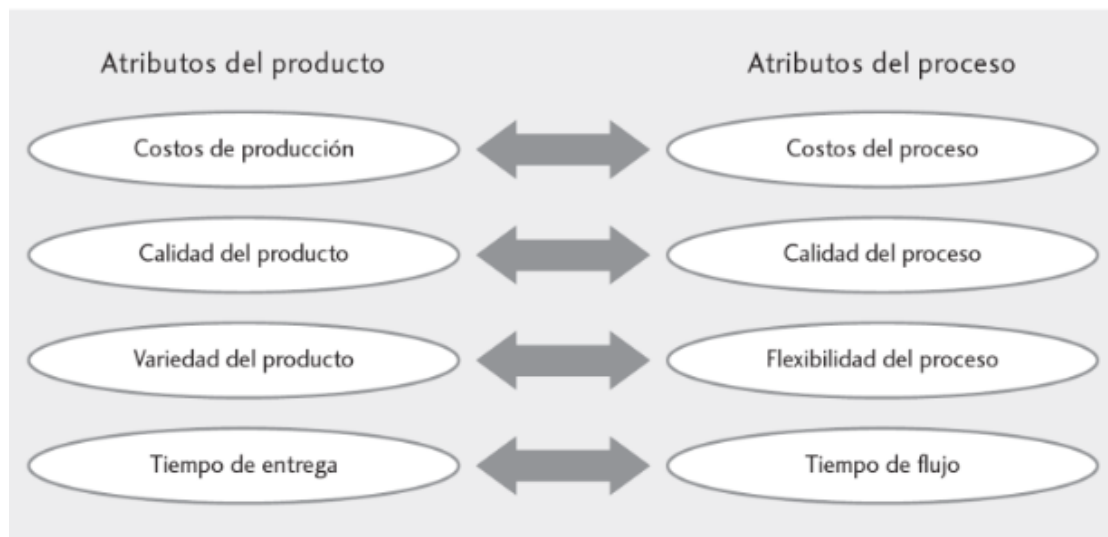 Atributos del producto
Atributos del proceso
Costos de producción
Costos del proceso
Calidad del producto
Calidad del proceso
Variedad del producto
Flexibilidad del proceso
Tiempo de entrega
Tiempo de flujo